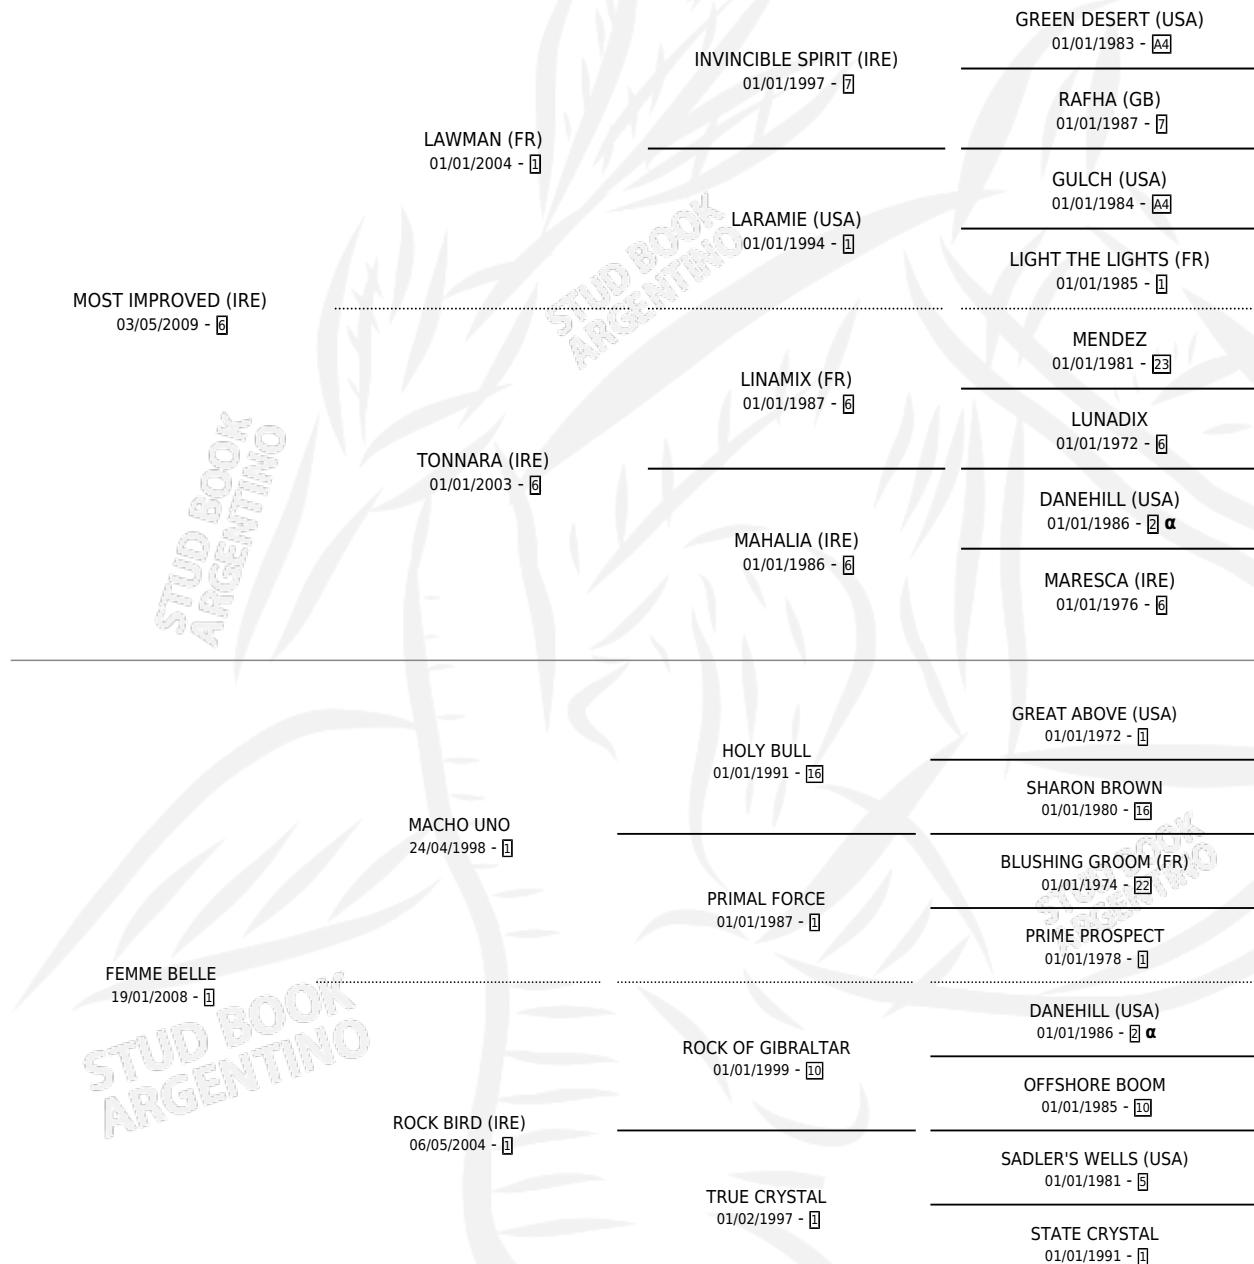 GREEN DESERT (USA)
01/01/1983 - A4
INVINCIBLE SPIRIT (IRE)
01/01/1997 - 7
RAFHA (GB)
01/01/1987 - 7
LAWMAN (FR)
01/01/2004 - 1
GULCH (USA)
01/01/1984 - A4
LARAMIE (USA)
01/01/1994 - 1
LIGHT THE LIGHTS (FR)
01/01/1985 - 1
MOST IMPROVED (IRE)
03/05/2009 - 6
MENDEZ
01/01/1981 - 23
LINAMIX (FR)
01/01/1987 - 6
LUNADIX
01/01/1972 - 6
TONNARA (IRE)
01/01/2003 - 6
DANEHILL (USA)
01/01/1986 - 2 α
MAHALIA (IRE)
01/01/1986 - 6
MARESCA (IRE)
01/01/1976 - 6
GREAT ABOVE (USA)
01/01/1972 - 1
HOLY BULL
01/01/1991 - 16
SHARON BROWN
01/01/1980 - 16
MACHO UNO
24/04/1998 - 1
BLUSHING GROOM (FR)
01/01/1974 - 22
PRIMAL FORCE
01/01/1987 - 1
PRIME PROSPECT
01/01/1978 - 1
FEMME BELLE
19/01/2008 - 1
DANEHILL (USA)
01/01/1986 - 2 α
ROCK OF GIBRALTAR
01/01/1999 - 10
OFFSHORE BOOM
01/01/1985 - 10
ROCK BIRD (IRE)
06/05/2004 - 1
SADLER'S WELLS (USA)
01/01/1981 - 5
TRUE CRYSTAL
01/02/1997 - 1
STATE CRYSTAL
01/01/1991 - 1
STUD BOOK
ARGENTINO
STUD BOOK
ARGENTINO
STUD BOOK
ARGENTINO
STUD BOOK
ARGENTINO